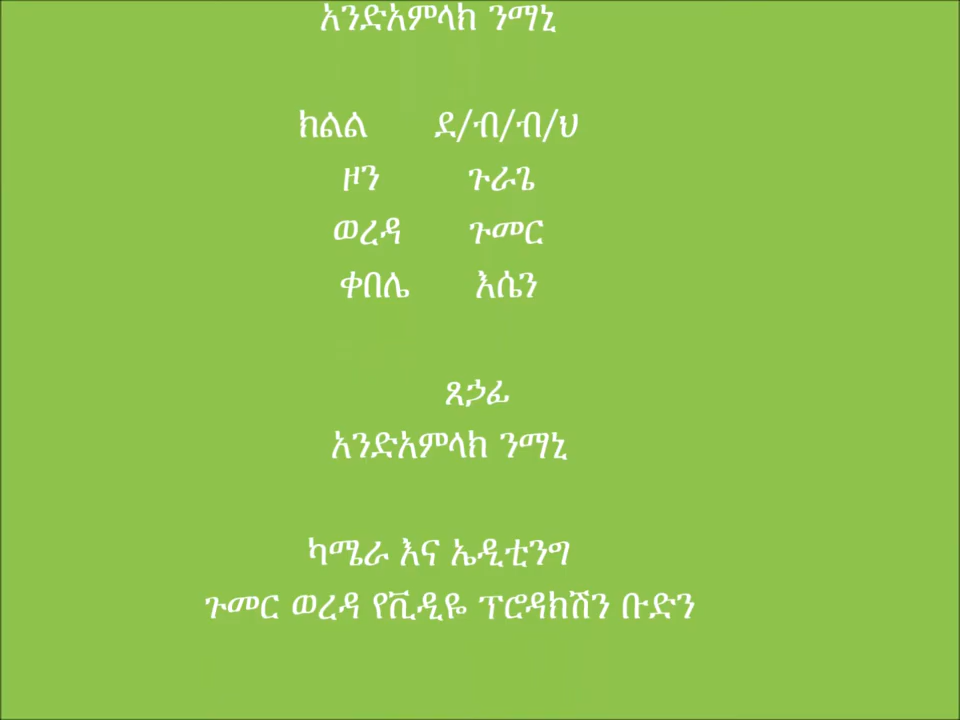 አንድአምላክ ንማኒ
ክልል ደ/ብ/ብ/ህ
ዞን ጉራጌ
ወረዳ ጉመር
ቀበሌ እሴን
ጸኃፊ
አንድአምላክ ንማኒ
ካሜራ እና ኤዲቲንግ
ጉመር ወረዳ የቪዲዬ ፕሮዳክሽን ቡድን